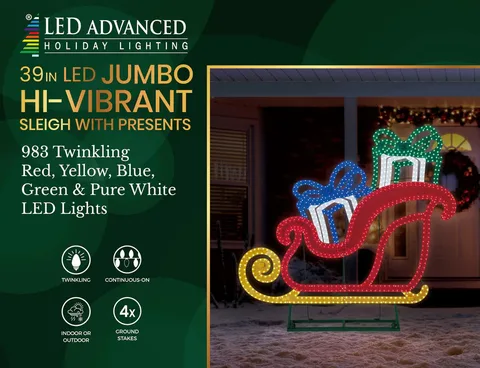 ® LED ADVANCED
HOLIDAY LIGHTING
39IN LED JUMBO
HI-VIBRANT
SLEIGH WITH PRESENTS
983 Twinkling
Red, Yellow, Blue,
Green & Pure White
LED Lights
TWINKLING
CONTINUOUS-ON
4x
INDOOR OR
OUTDOOR
GROUND
STAKES